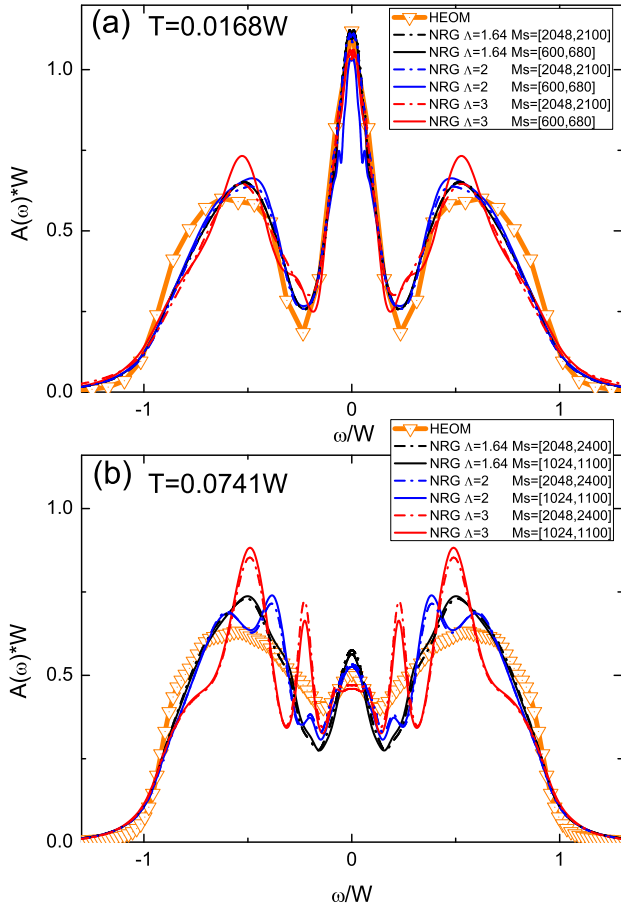 (a) T=0.0168W
HEOM
NRG Λ=1.64 Ms=[2048,2100]
NRG Λ=1.64 Ms=[600,680]
NRG Λ=2 Ms=[2048,2100]
NRG Λ=2 Ms=[600,680]
NRG Λ=3 Ms=[2048,2100]
NRG Λ=3 Ms=[600,680]
1.0
0.5
0.0
A(ω)*W
-1 0 1
ω/W
(b) T=0.0741W
HEOM
NRG Λ=1.64 Ms=[2048,2400]
NRG Λ=1.64 Ms=[1024,1100]
NRG Λ=2 Ms=[2048,2400]
NRG Λ=2 Ms=[1024,1100]
NRG Λ=3 Ms=[2048,2400]
NRG Λ=3 Ms=[1024,1100]
1.0
0.5
0.0
A(ω)*W
-1 0 1
ω/W